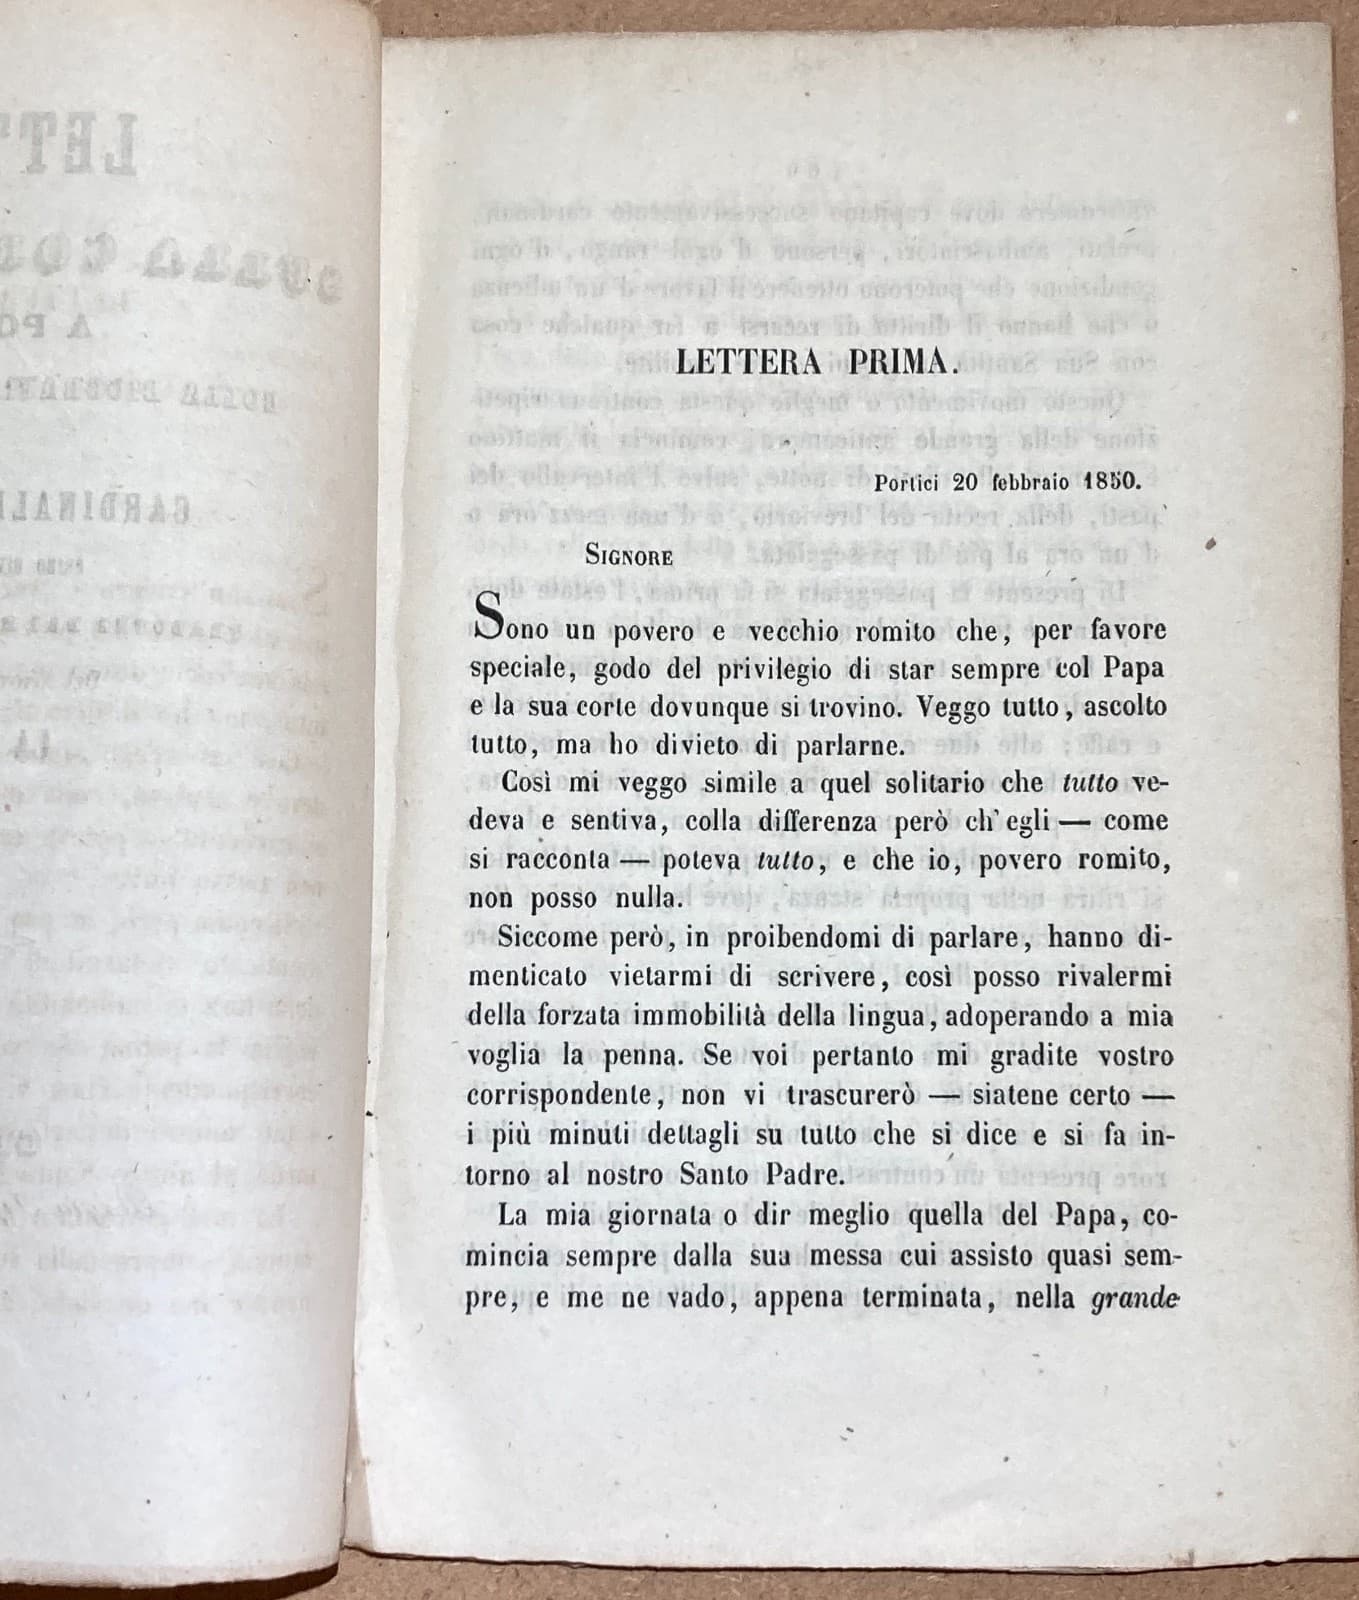 LETTERA PRIMA.
Portici 20 febbraio 1850.
SIGNORE
Sono un povero e vecchio romito che, per favore
speciale, godo del privilegio di star sempre col Papa
e la sua corte dovunque si trovino. Veggo tutto, ascolto
tutto, ma ho divieto di parlarne.
Così mi veggo simile a quel solitario che tutto ve-
deva e sentiva, colla differenza però ch' egli — come
si racconta — poteva tutto, e che io, povero romito,
non posso nulla.
Siccome però, in proibendomi di parlare, hanno di-
menticato vietarmi di scrivere, così posso rivalermi
della forzata immobilità della lingua, adoperando a mia
voglia la penna. Se voi pertanto mi gradite vostro
corrispondente, non vi trascurerò — siatene certo —
i più minuti dettagli su tutto che si dice e si fa in-
torno al nostro Santo Padre.
La mia giornata o dir meglio quella del Papa, co-
mincia sempre dalla sua messa cui assisto quasi sem-
pre, e me ne vado, appena terminata, nella grande